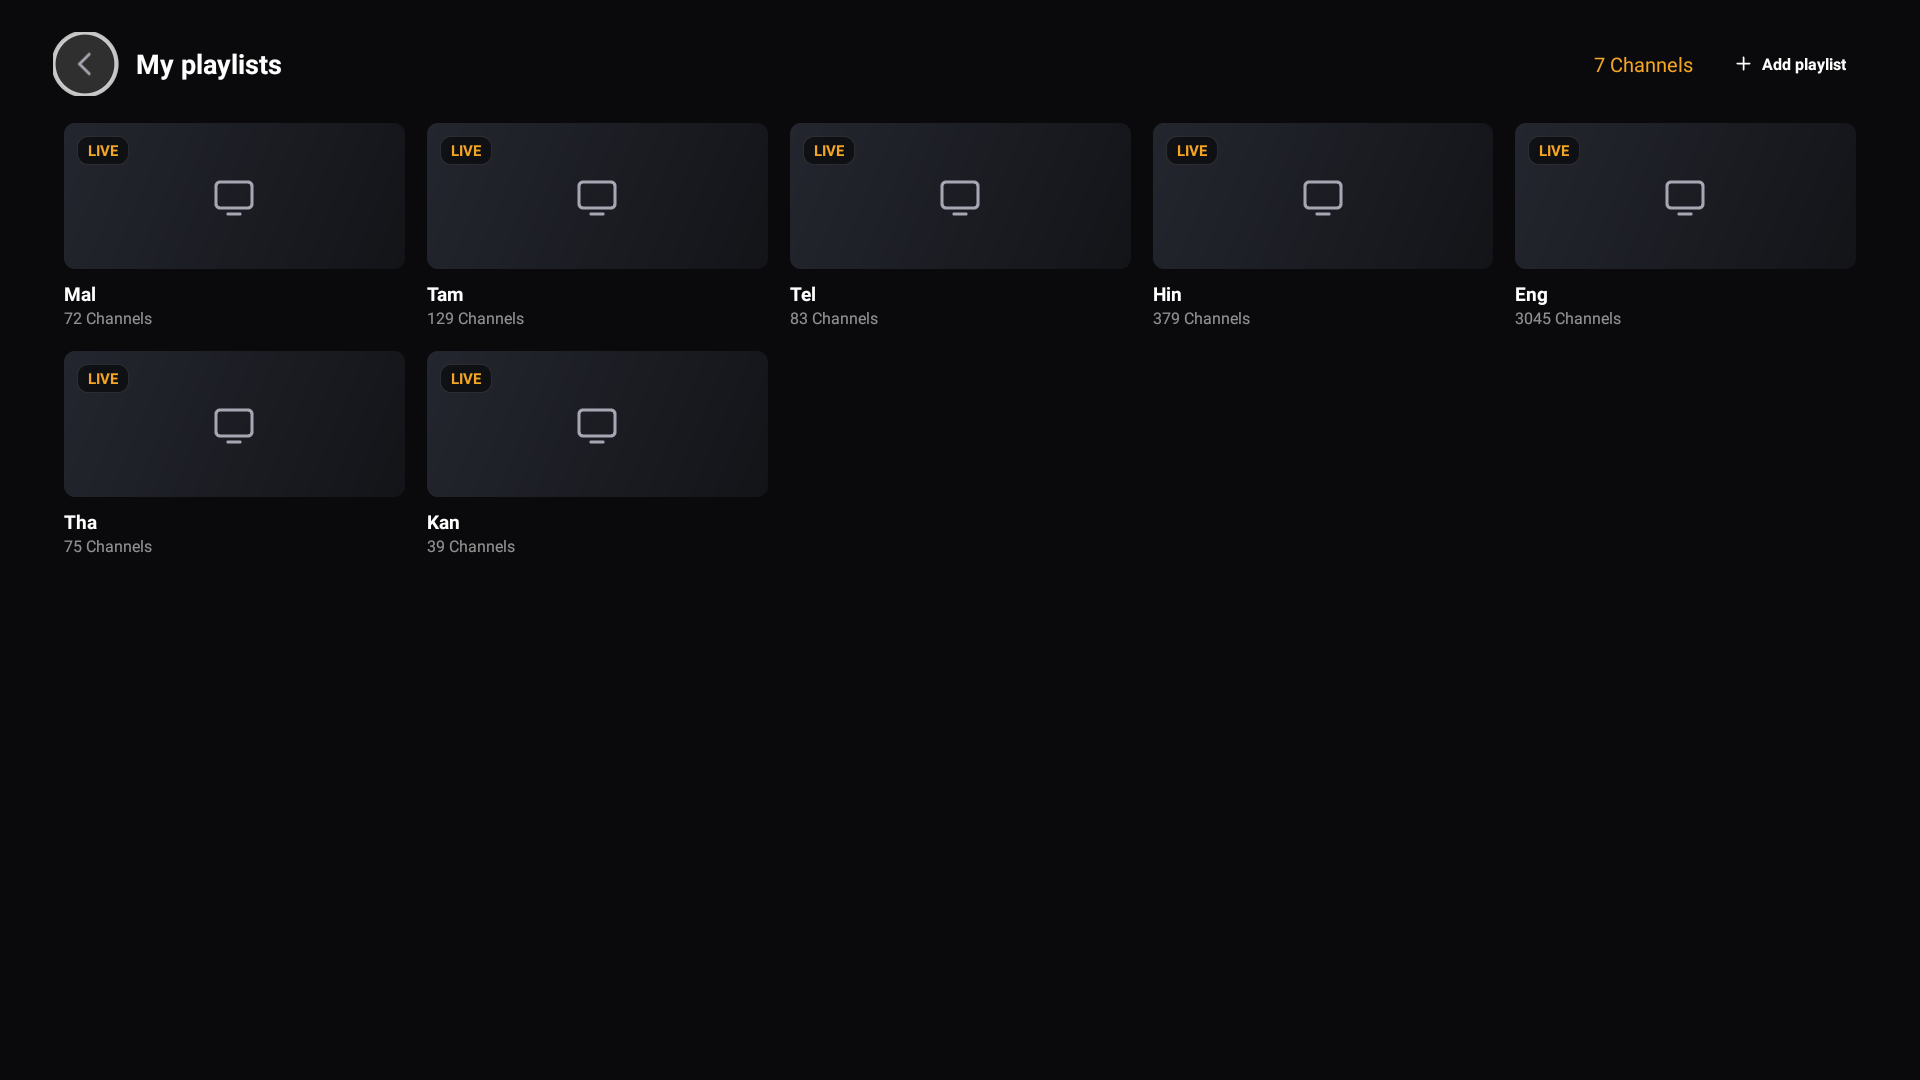 My playlists
7 Channels
Add playlist
LIVE
LIVE
LIVE
LIVE
LIVE
Mal
72 Channels
Tam
129 Channels
Tel
83 Channels
Hin
379 Channels
Eng
3045 Channels
LIVE
LIVE
Tha
75 Channels
Kan
39 Channels